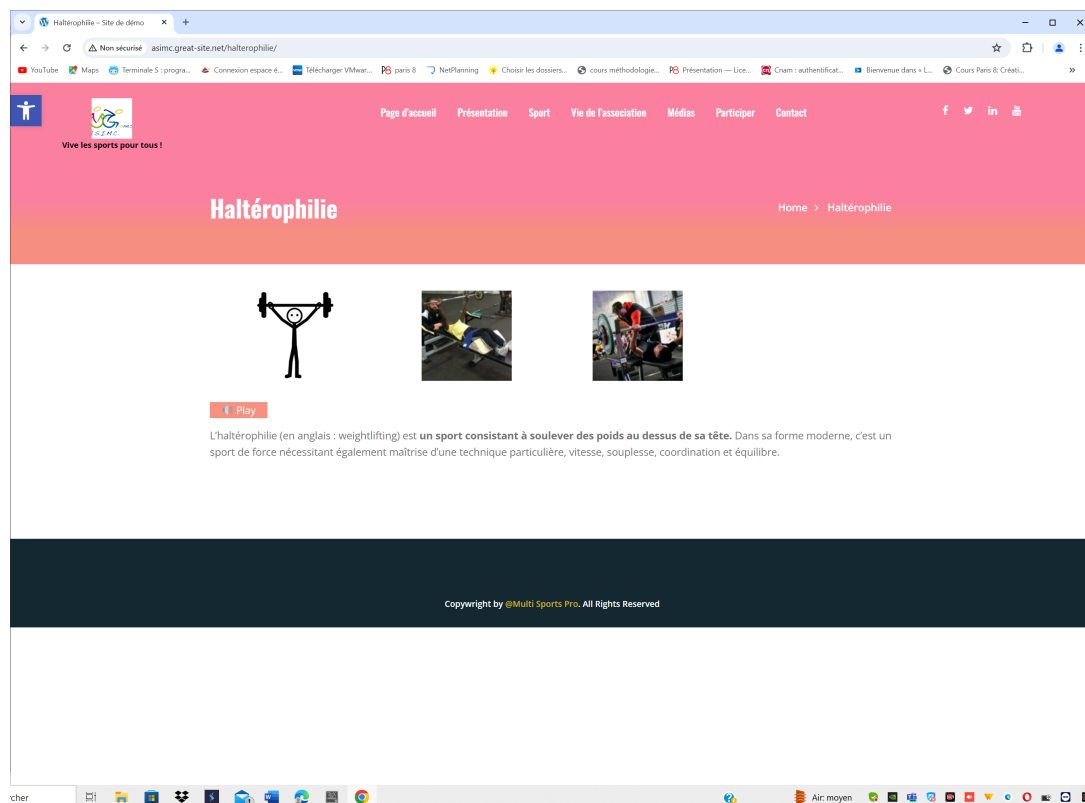 Haltérophilie – Site de démo
Non sécurisé asimc.great-site.net/halterophilie/
YouTube Maps Terminale S : progra... Connexion espace é... Télécharger VMwar... paris 8 NetPlanning Choisir les dossiers... cours méthodologie... Présentation — Lice... Cnam : authentificat... Bienvenue dans « L... Cours Paris 8: Créati... »
Page d'accueil Présentation Sport Vie de l'association Médias Participer Contact
Vive les sports pour tous !
Haltérophilie
Home > Haltérophilie
Play
L'haltérophilie (en anglais : weightlifting) est un sport consistant à soulever des poids au dessus de sa tête. Dans sa forme moderne, c'est un
sport de force nécessitant également maîtrise d'une technique particulière, vitesse, souplesse, coordination et équilibre.
Copywright by @Multi Sports Pro. All Rights Reserved
Air: moyen